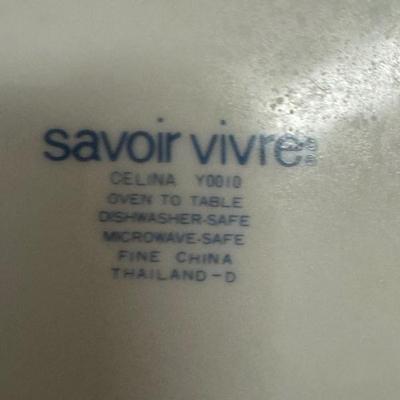 savoir vivre
CELINA Y0010
OVEN TO TABLE
DISHWASHER-SAFE
MICROWAVE-SAFE
FINE CHINA
THAILAND-D